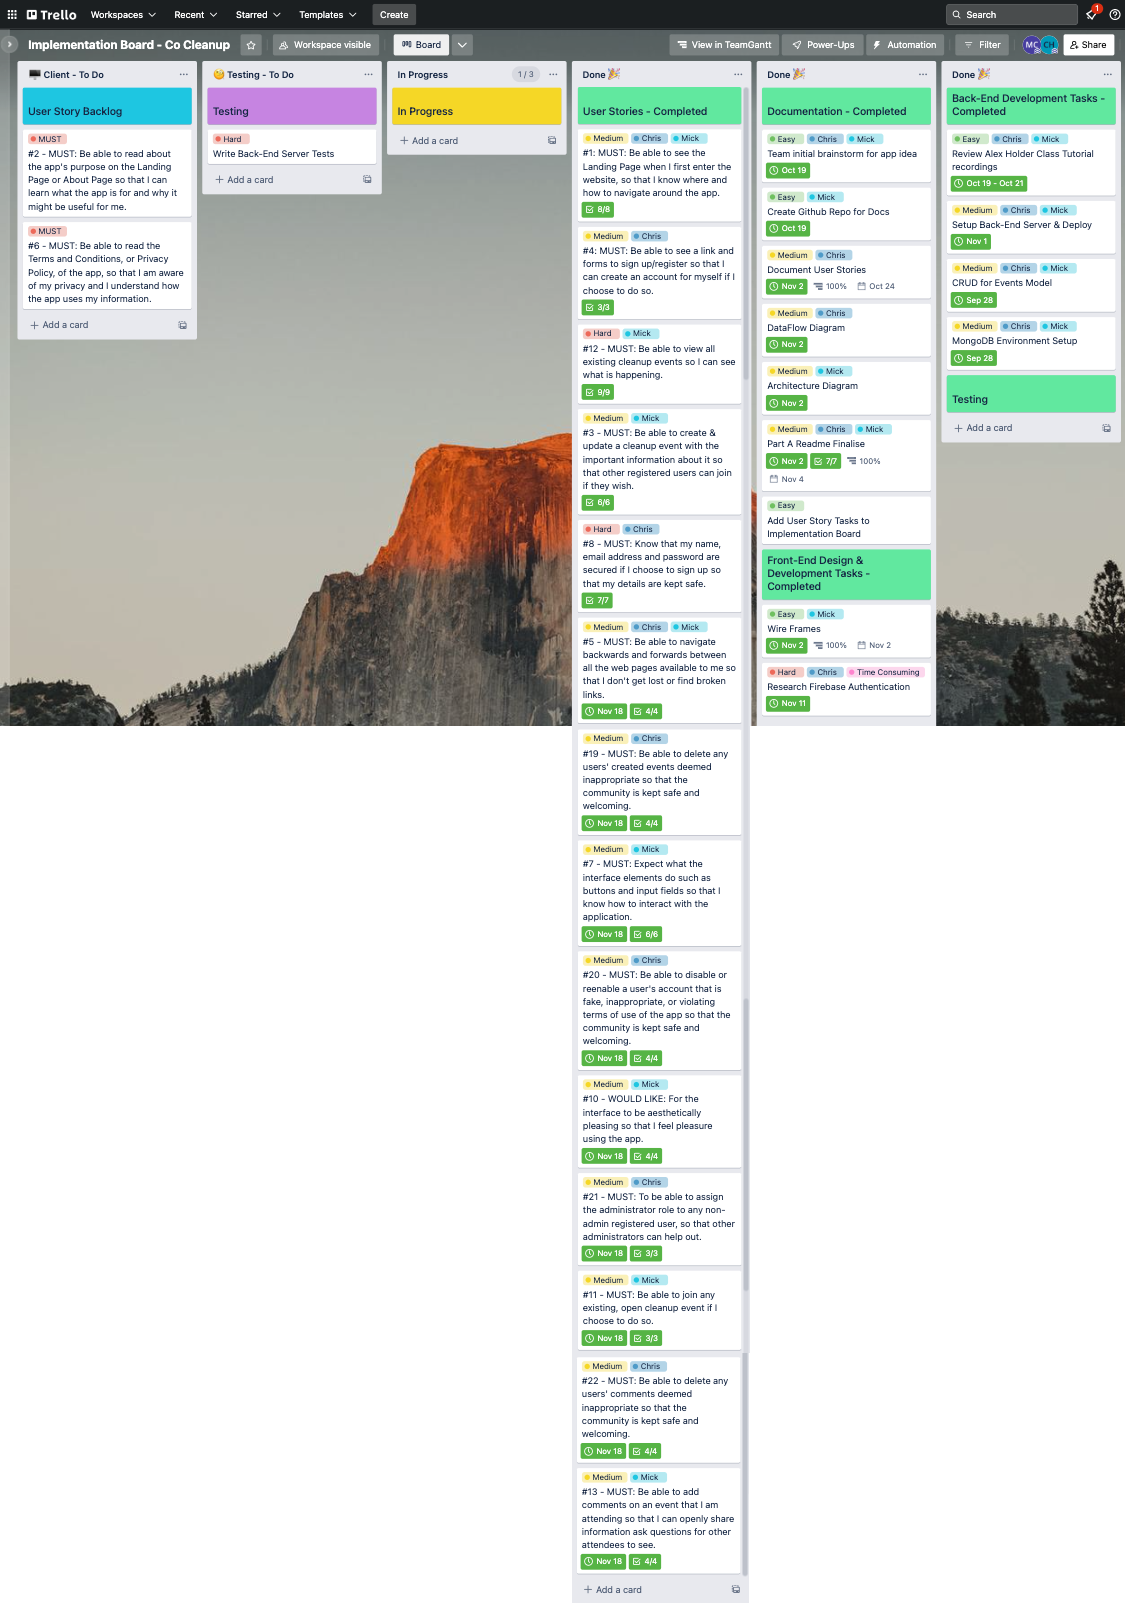 Trello
Workspaces
Recent
Starred
Templates
Create
Search
1
Implementation Board - Co Cleanup
Workspace visible
Board
View in TeamGantt
Power-Ups
Automation
Filter
MC
CH
Share
Client - To Do
User Story Backlog
MUST
#2 - MUST: Be able to read about
the app's purpose on the Landing
Page or About Page so that I can
learn what the app is for and why it
might be useful for me.
MUST
#6 - MUST: Be able to read the
Terms and Conditions, or Privacy
Policy, of the app, so that I am aware
of my privacy and I understand how
the app uses my information.
+ Add a card
Testing - To Do
Testing
Hard
Write Back-End Server Tests
+ Add a card
In Progress
1 / 3
In Progress
+ Add a card
Done
User Stories - Completed
Medium Chris Mick
#1: MUST: Be able to see the
Landing Page when I first enter the
website, so that I know where and
how to navigate around the app.
8/8
Medium Chris
#4: MUST: Be able to see a link and
forms to sign up/register so that I
can create an account for myself if I
choose to do so.
3/3
Hard Mick
#12 - MUST: Be able to view all
existing cleanup events so I can see
what is happening.
9/9
Medium Mick
#3 - MUST: Be able to create &
update a cleanup event with the
important information about it so
that other registered users can join
if they wish.
6/6
Hard Chris
#8 - MUST: Know that my name,
email address and password are
secured if I choose to sign up so
that my details are kept safe.
7/7
Medium Chris Mick
#5 - MUST: Be able to navigate
backwards and forwards between
all the web pages available to me so
that I don't get lost or find broken
links.
Nov 18 4/4
Medium Chris
#19 - MUST: Be able to delete any
users' created events deemed
inappropriate so that the
community is kept safe and
welcoming.
Nov 18 4/4
Medium Mick
#7 - MUST: Expect what the
interface elements do such as
buttons and input fields so that I
know how to interact with the
application.
Nov 18 6/6
Medium Chris
#20 - MUST: Be able to disable or
reenable a user's account that is
fake, inappropriate, or violating
terms of use of the app so that the
community is kept safe and
welcoming.
Nov 18 4/4
Medium Mick
#10 - WOULD LIKE: For the
interface to be aesthetically
pleasing so that I feel pleasure
using the app.
Nov 18 4/4
Medium Chris
#21 - MUST: To be able to assign
the administrator role to any non-
admin registered user, so that other
administrators can help out.
Nov 18 3/3
Medium Mick
#11 - MUST: Be able to join any
existing, open cleanup event if I
choose to do so.
Nov 18 3/3
Medium Chris
#22 - MUST: Be able to delete any
users' comments deemed
inappropriate so that the
community is kept safe and
welcoming.
Nov 18 4/4
Medium Mick
#13 - MUST: Be able to add
comments on an event that I am
attending so that I can openly share
information ask questions for other
attendees to see.
Nov 18 4/4
+ Add a card
Done
Documentation - Completed
Easy Chris Mick
Team initial brainstorm for app idea
Oct 19
Easy Mick
Create Github Repo for Docs
Oct 19
Medium Chris
Document User Stories
Nov 2 100% Oct 24
Medium Chris
DataFlow Diagram
Nov 2
Medium Mick
Architecture Diagram
Nov 2
Medium Chris Mick
Part A Readme Finalise
Nov 2 7/7 100%
Nov 4
Easy
Add User Story Tasks to
Implementation Board
Front-End Design &
Development Tasks -
Completed
Easy Mick
Wire Frames
Nov 2 100% Nov 2
Hard Chris Time Consuming
Research Firebase Authentication
Nov 11
Done
Back-End Development Tasks -
Completed
Easy Chris Mick
Review Alex Holder Class Tutorial
recordings
Oct 19 - Oct 21
Medium Chris Mick
Setup Back-End Server & Deploy
Nov 1
Medium Chris Mick
CRUD for Events Model
Sep 28
Medium Chris Mick
MongoDB Environment Setup
Sep 28
Testing
+ Add a card